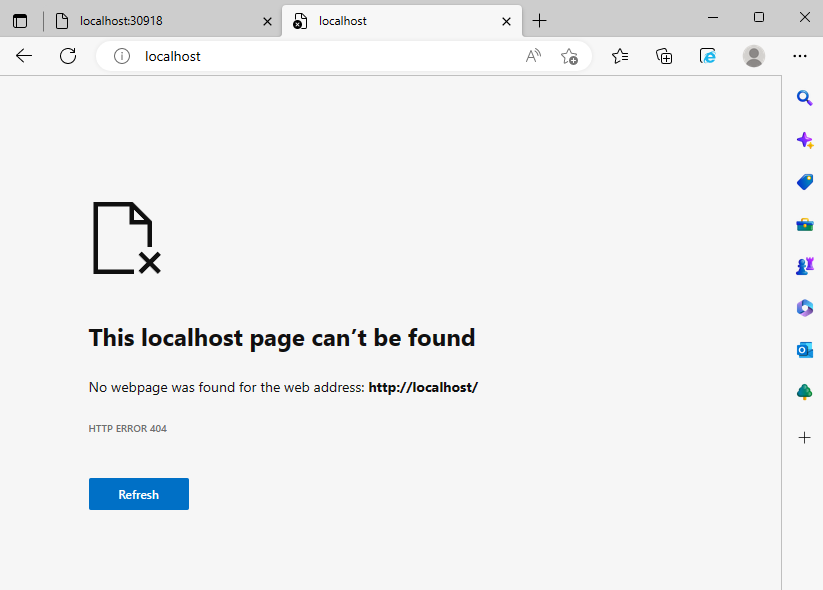 localhost:30918
localhost
localhost
This localhost page can’t be found
No webpage was found for the web address: http://localhost/
HTTP ERROR 404
Refresh